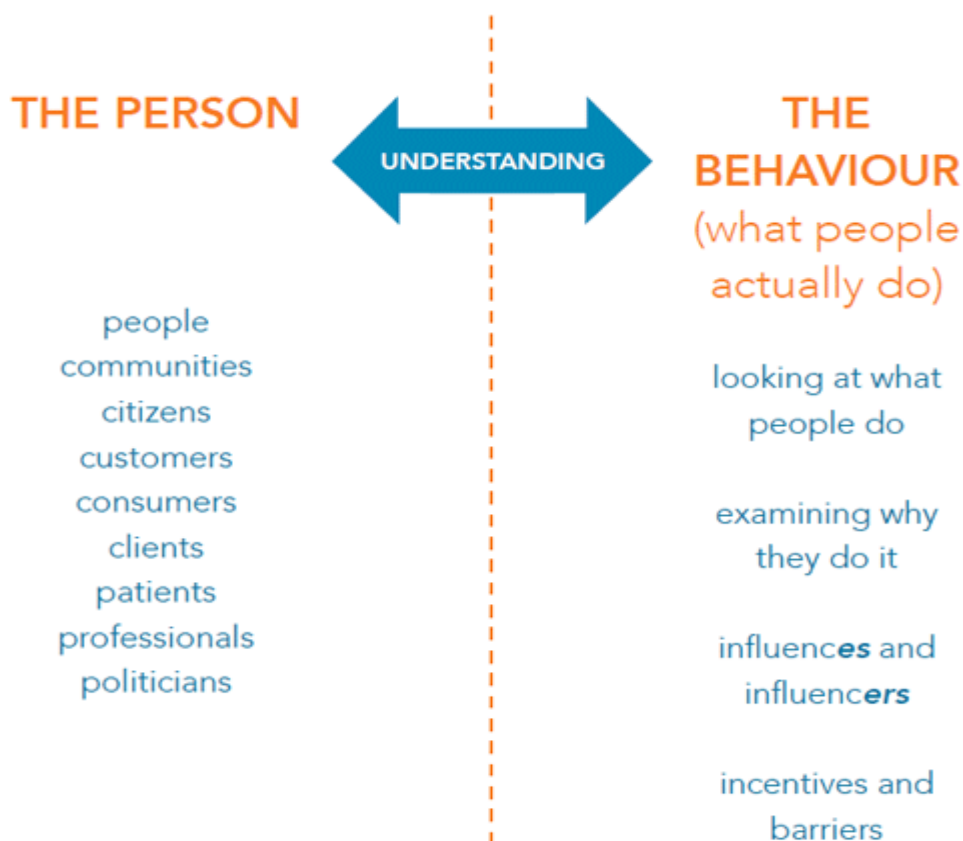 THE PERSON
people
communities
citizens
customers
consumers
clients
patients
professionals
politicians
UNDERSTANDING
THE
BEHAVIOUR
(what people
actually do)
looking at what
people do
examining why
they do it
influences and
influencers
incentives and
barriers